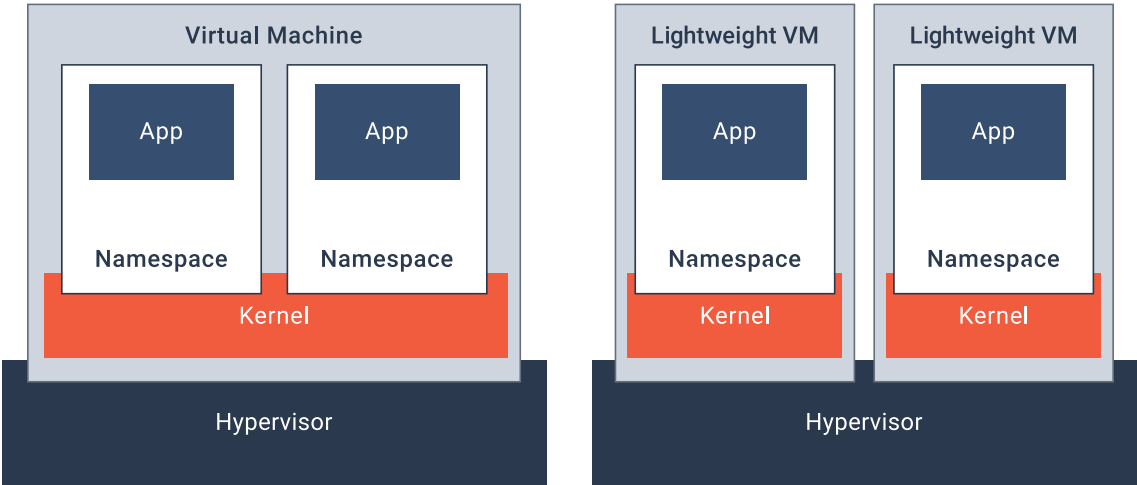 Virtual Machine
App
App
Namespace
Namespace
Kernel
Hypervisor
Lightweight VM
Lightweight VM
App
App
Namespace
Namespace
Kernel
Kernel
Hypervisor